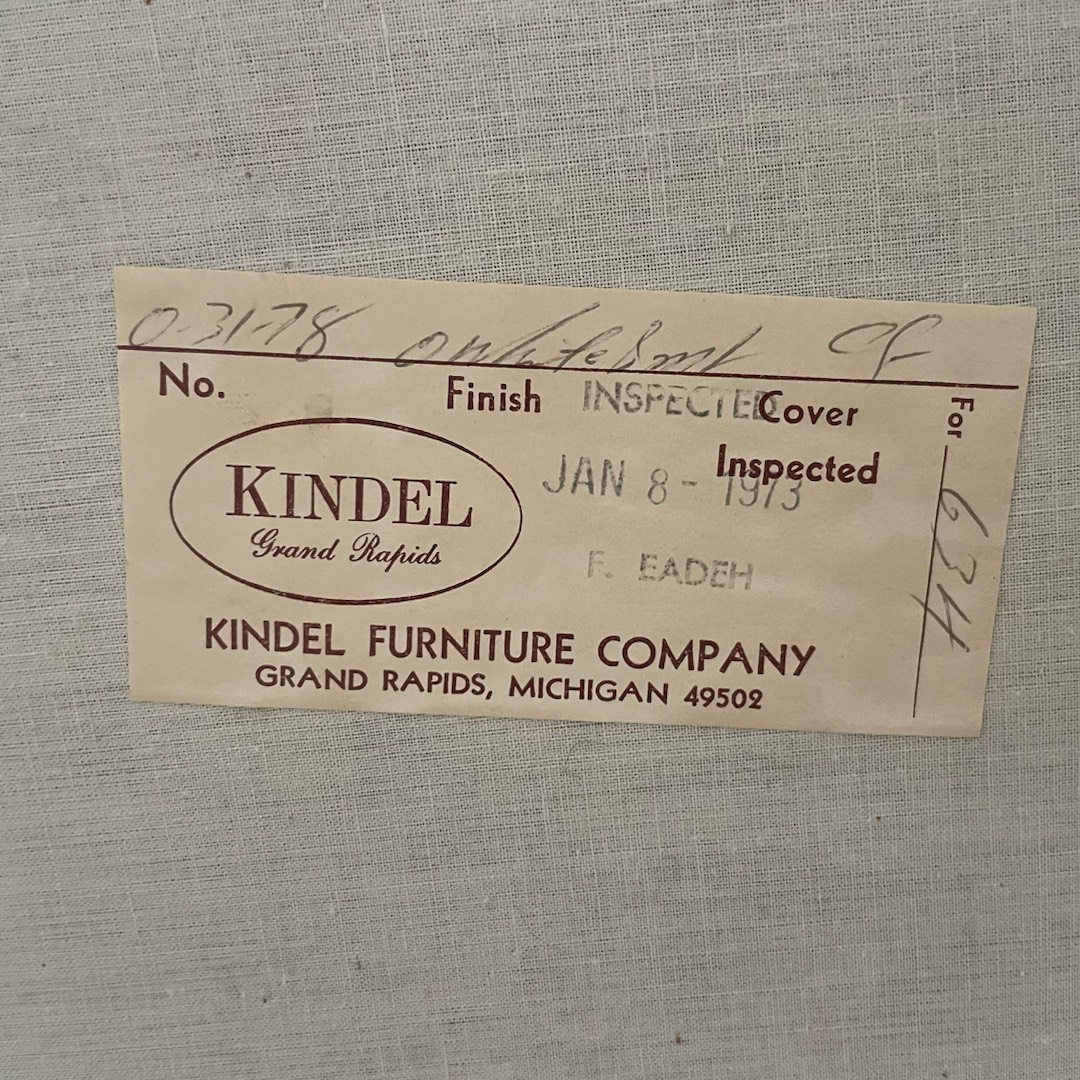 0-31-78 O White
No. Finish INSPECTED Cover For
KINDEL
Grand Rapids
Inspected
JAN 8 - 1973
F. EADEH
634
KINDEL FURNITURE COMPANY
GRAND RAPIDS, MICHIGAN 49502